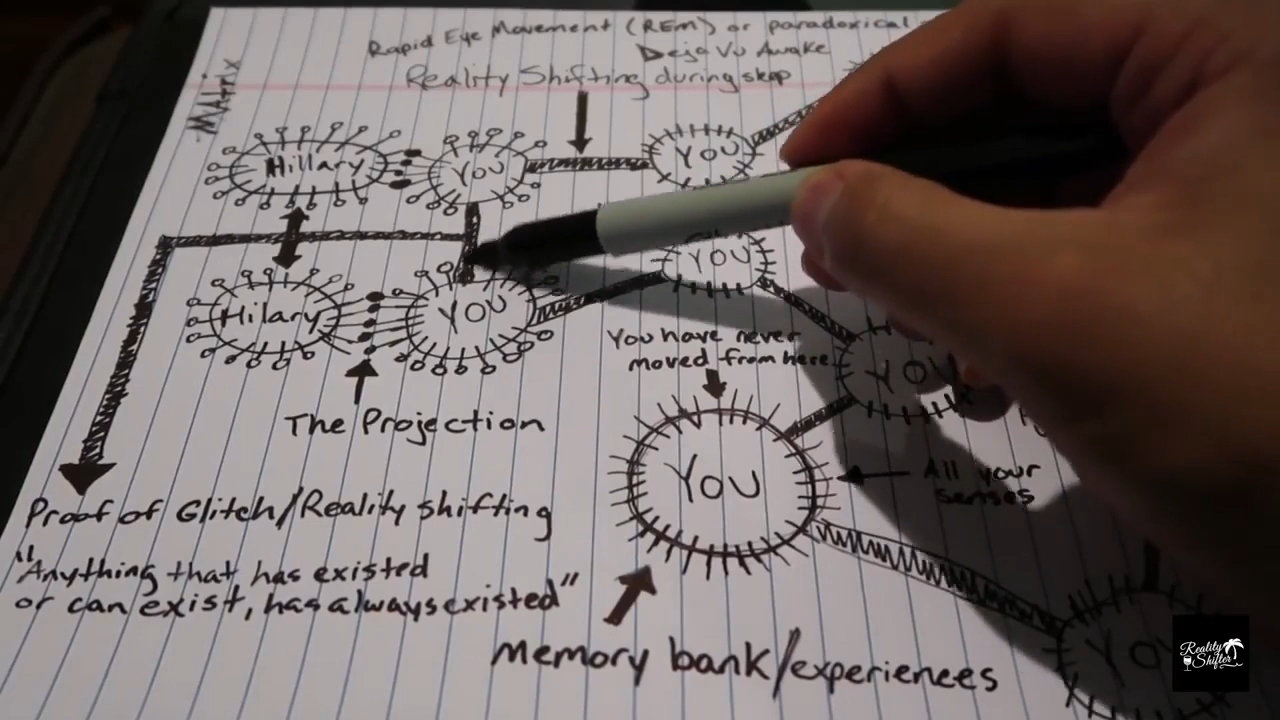 Rapid Eye Movement (REM) or paradoxical
Deja Vu Awake
Reality Shifting during sleep
Matrix
Hillary
YOU
YOU
Hilary
YOU
YOU
The Projection
You have never
moved from here
YOU
YOU
All your
senses
Proof of Glitch/Reality shifting
"Anything that has existed
or can exist, has always existed"
Memory bank/experiences
YOU
Reality
Shifter